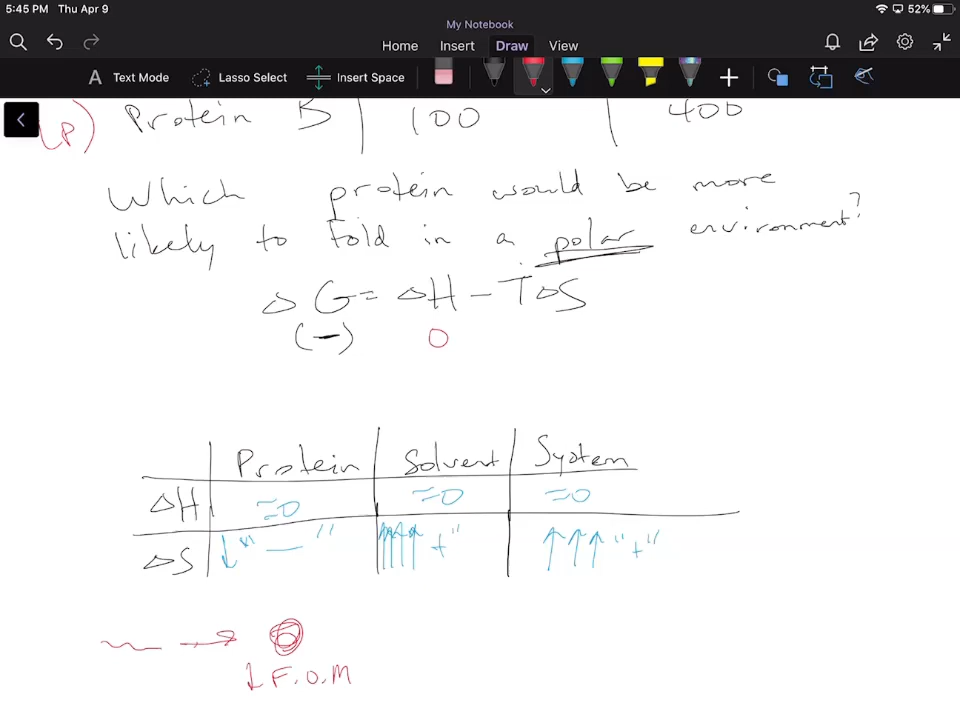 5:45 PM Thu Apr 9 52%
My Notebook
Home Insert Draw View
A Text Mode Lasso Select Insert Space
(P) Protein B | 100 | 400
Which protein would be more
likely to fold in a polar environment?
ΔG = ΔH - TΔS
(-) 0
Protein Solvent System
ΔH =0 =0 =0
ΔS ↓"-" ↑↑↑↑"+" ↑↑↑"+"
~ →
↓ F.O.M